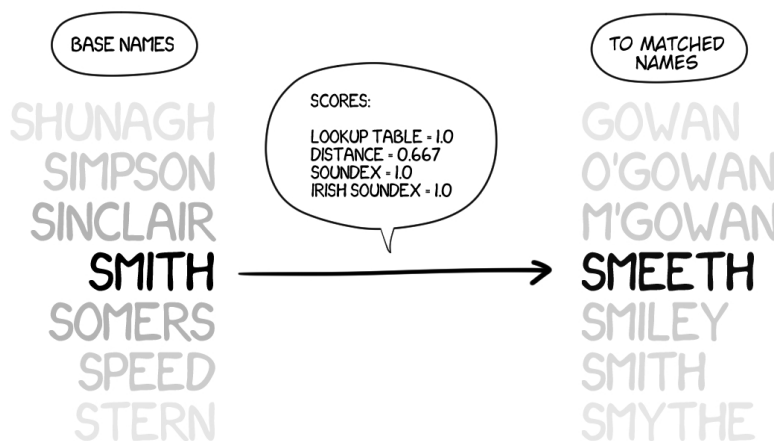 BASE NAMES
SHUNAGH
SIMPSON
SINCLAIR
SMITH
SOMERS
SPEED
STERN
SCORES:
LOOKUP TABLE = 1.0
DISTANCE = 0.667
SOUNDEX = 1.0
IRISH SOUNDEX = 1.0
TO MATCHED
NAMES
GOWAN
O'GOWAN
M'GOWAN
SMEETH
SMILEY
SMITH
SMYTHE